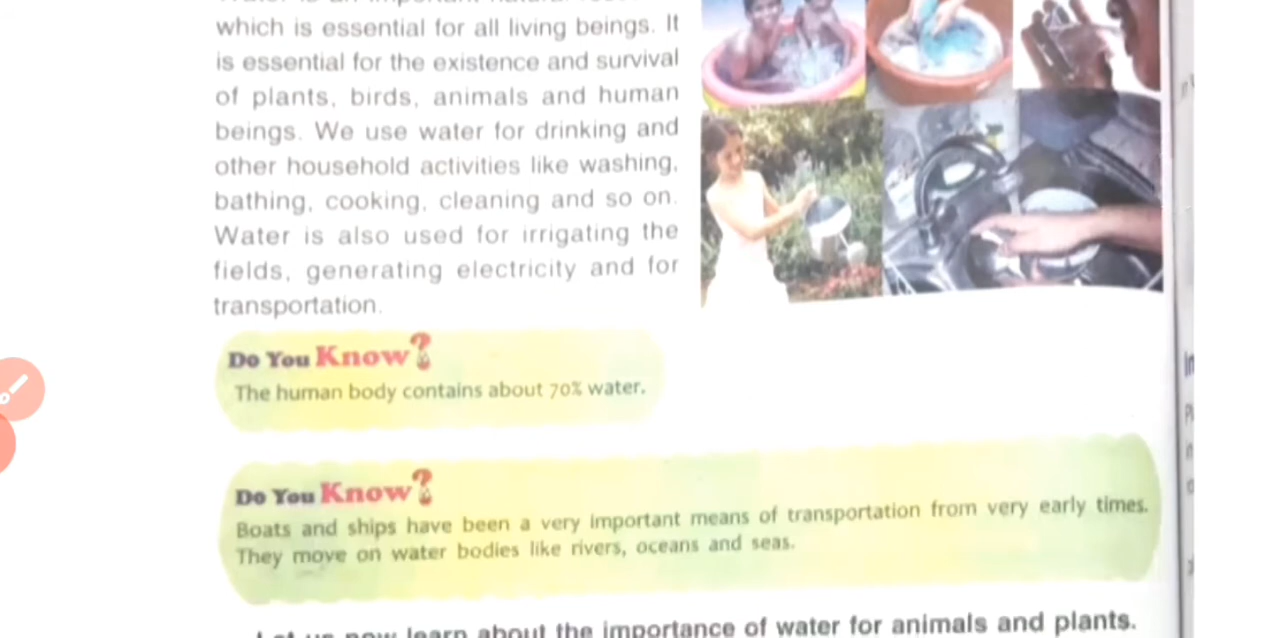 which is essential for all living beings. It
is essential for the existence and survival
of plants, birds, animals and human
beings. We use water for drinking and
other household activities like washing,
bathing, cooking, cleaning and so on.
Water is also used for irrigating the
fields, generating electricity and for
transportation.
Do You Know?
The human body contains about 70% water.
Do You Know?
Boats and ships have been a very important means of transportation from very early times.
They move on water bodies like rivers, oceans and seas.
Let us now learn about the importance of water for animals and plants.